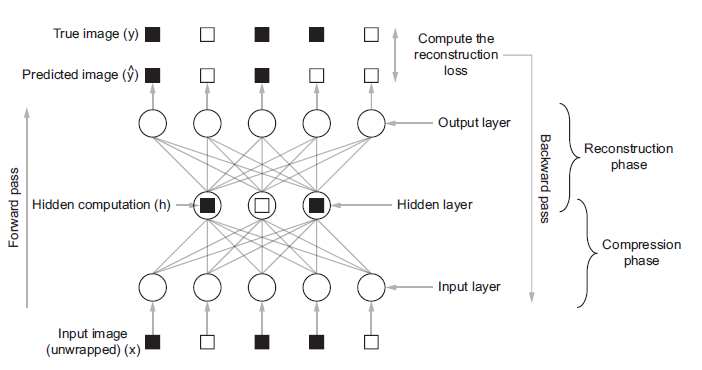 True image (y)
Compute the
reconstruction
loss
Predicted image (ŷ)
Output layer
Reconstruction
phase
Forward pass
Backward pass
Hidden computation (h)
Hidden layer
Compression
phase
Input layer
Input image
(unwrapped) (x)